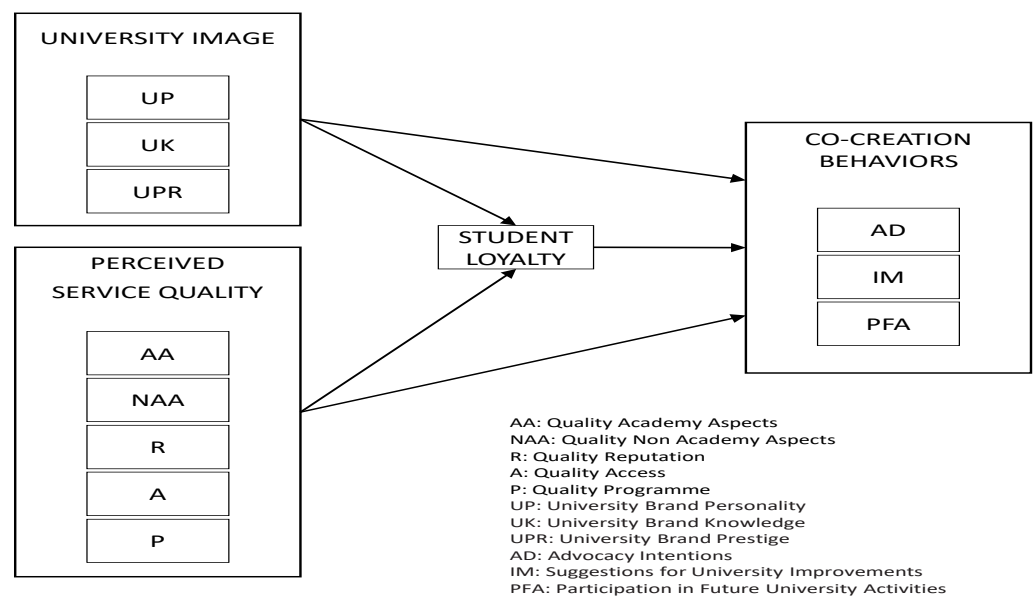 UNIVERSITY IMAGE
UP
UK
UPR
PERCEIVED
SERVICE QUALITY
AA
NAA
R
A
P
STUDENT
LOYALTY
CO-CREATION
BEHAVIORS
AD
IM
PFA
AA: Quality Academy Aspects
NAA: Quality Non Academy Aspects
R: Quality Reputation
A: Quality Access
P: Quality Programme
UP: University Brand Personality
UK: University Brand Knowledge
UPR: University Brand Prestige
AD: Advocacy Intentions
IM: Suggestions for University Improvements
PFA: Participation in Future University Activities